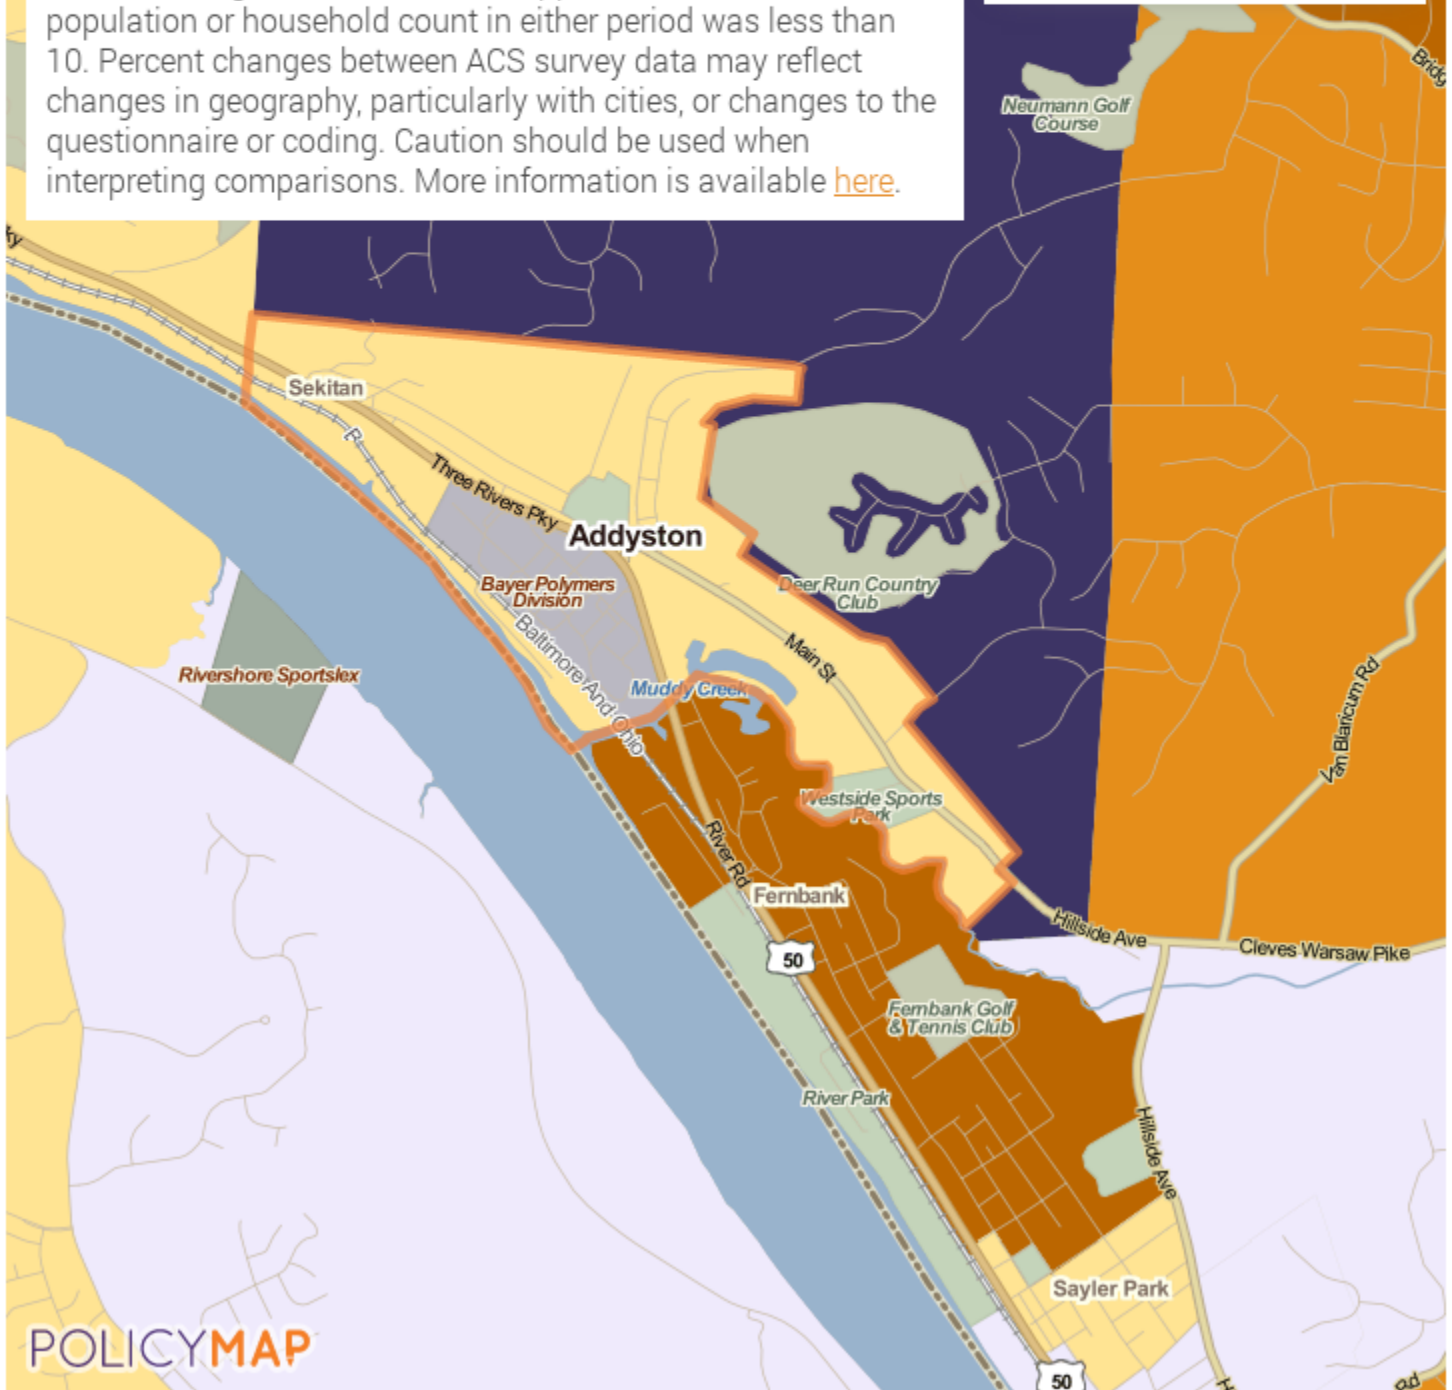 population or household count in either period was less than
10. Percent changes between ACS survey data may reflect
changes in geography, particularly with cities, or changes to the
questionnaire or coding. Caution should be used when
interpreting comparisons. More information is available here.
Neumann Golf
Course
Sekitan
Three Rivers Pky
Addyston
Bayer Polymers
Division
Deer Run Country
Club
Baltimore And Ohio
Main St
Rivershore Sportslex
Muddy Creek
Van Blaricum Rd
Westside Sports
Park
River Rd
Fernbank
Hillside Ave
Cleves Warsaw Pike
50
Fernbank Golf
& Tennis Club
River Park
Hillside Ave
Sayler Park
POLICYMAP
50
Rd